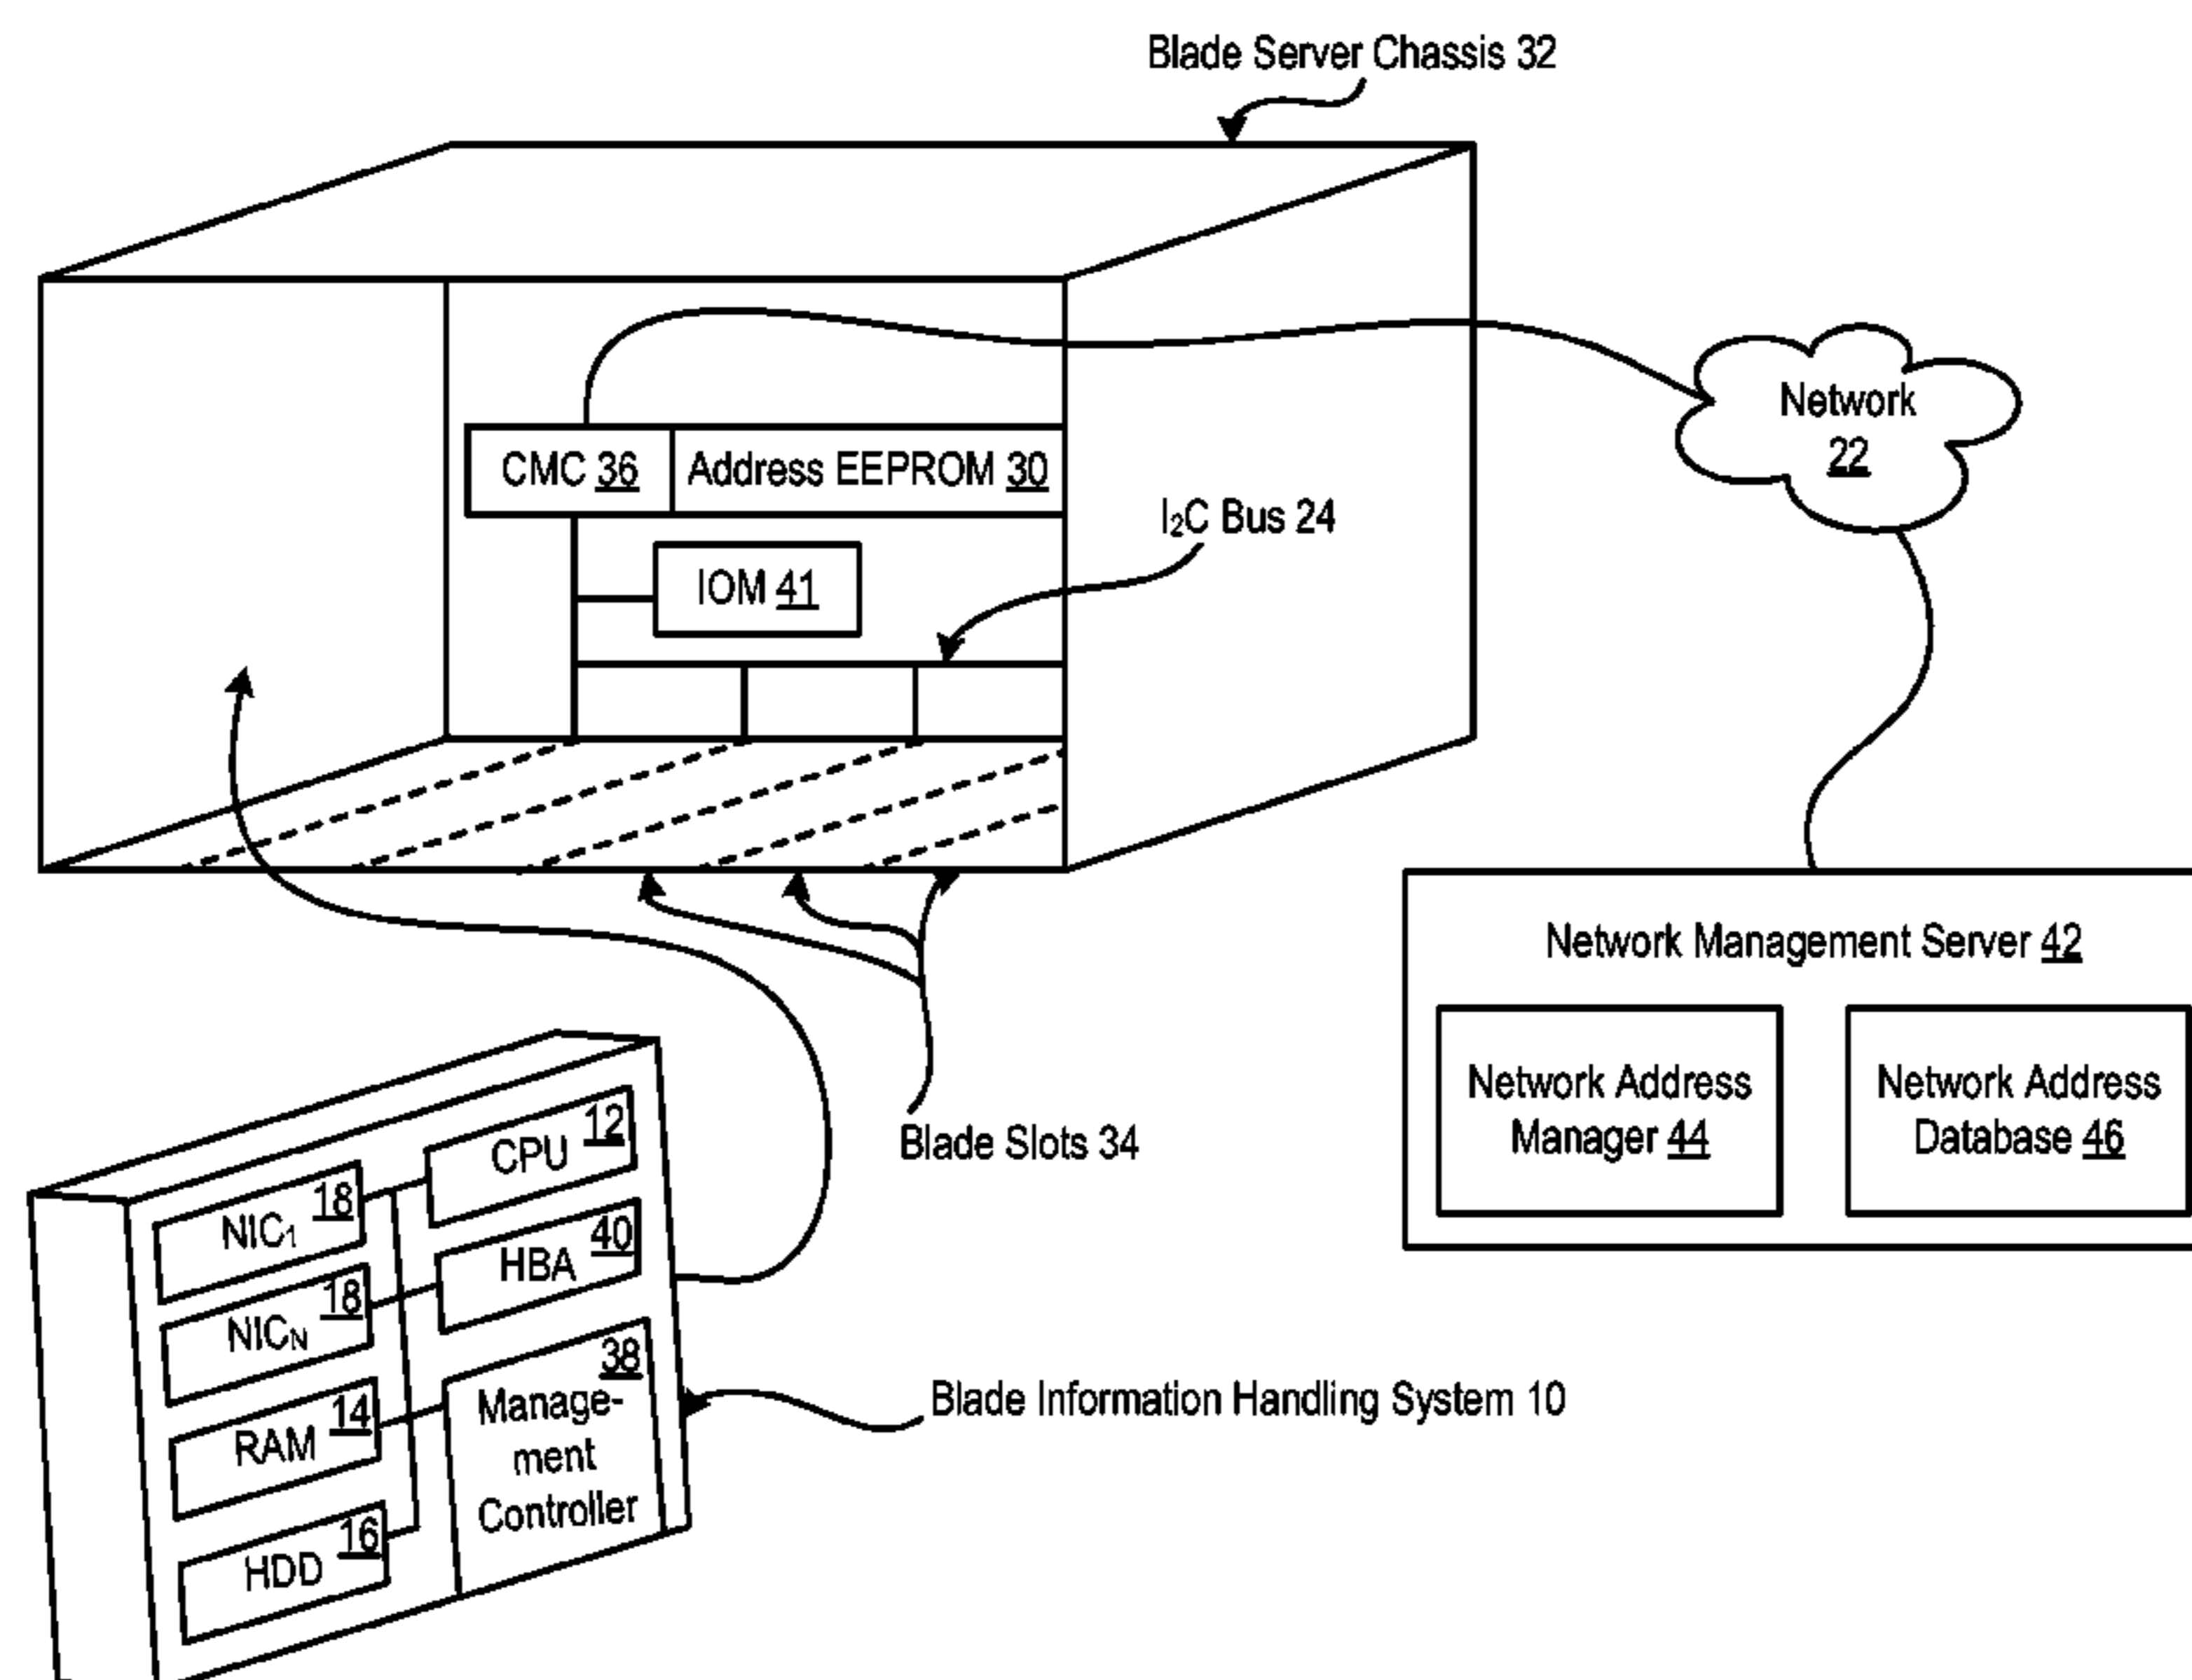 Blade Server Chassis 32
Network
22
CMC 36
Address EEPROM 30
I₂C Bus 24
IOM 41
Network Management Server 42
Network Address
Manager 44
Network Address
Database 46
Blade Slots 34
CPU 12
NIC₁ 18
HBA 40
NICN 18
38
Manage-
ment
Controller
RAM 14
HDD 16
Blade Information Handling System 10